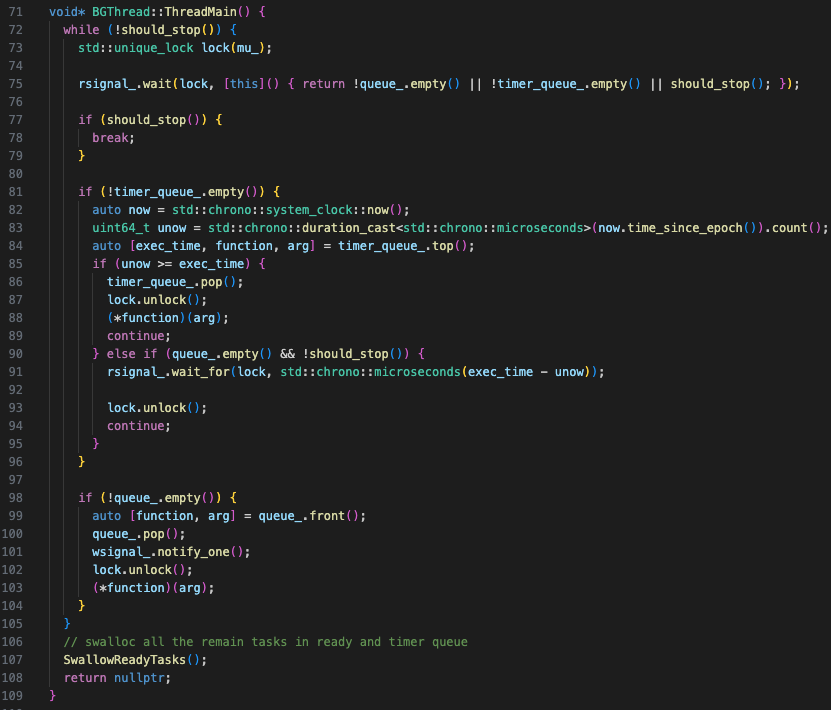 71 void* BGThread::ThreadMain() {
72   while (!should_stop()) {
73     std::unique_lock lock(mu_);
74
75     rsignal_.wait(lock, [this]() { return !queue_.empty() || !timer_queue_.empty() || should_stop(); });
76
77     if (should_stop()) {
78       break;
79     }
80
81     if (!timer_queue_.empty()) {
82       auto now = std::chrono::system_clock::now();
83       uint64_t unow = std::chrono::duration_cast<std::chrono::microseconds>(now.time_since_epoch()).count();
84       auto [exec_time, function, arg] = timer_queue_.top();
85       if (unow >= exec_time) {
86         timer_queue_.pop();
87         lock.unlock();
88         (*function)(arg);
89         continue;
90       } else if (queue_.empty() && !should_stop()) {
91         rsignal_.wait_for(lock, std::chrono::microseconds(exec_time - unow));
92
93         lock.unlock();
94         continue;
95       }
96     }
97
98     if (!queue_.empty()) {
99       auto [function, arg] = queue_.front();
100       queue_.pop();
101       wsignal_.notify_one();
102       lock.unlock();
103       (*function)(arg);
104     }
105   }
106   // swalloc all the remain tasks in ready and timer queue
107   SwallowReadyTasks();
108   return nullptr;
109 }